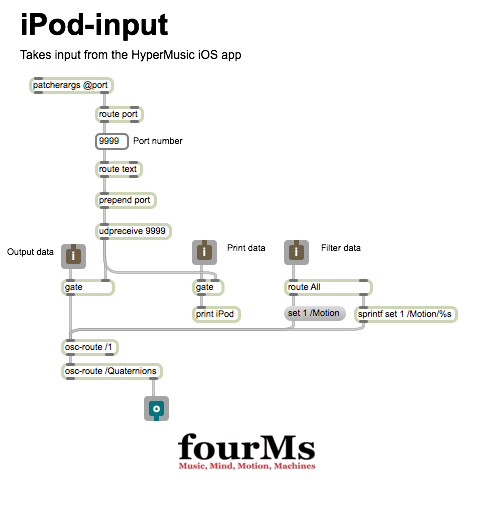 iPod-input
Takes input from the HyperMusic iOS app
patcherargs @port
route port
9999 Port number
route text
prepend port
udpreceive 9999
Output data i
i Print data
i Filter data
gate
gate
route All
print iPod
set 1 /Motion
sprintf set 1 /Motion/%s
osc-route /1
osc-route /Quaternions
o
fourMs
Music, Mind, Motion, Machines